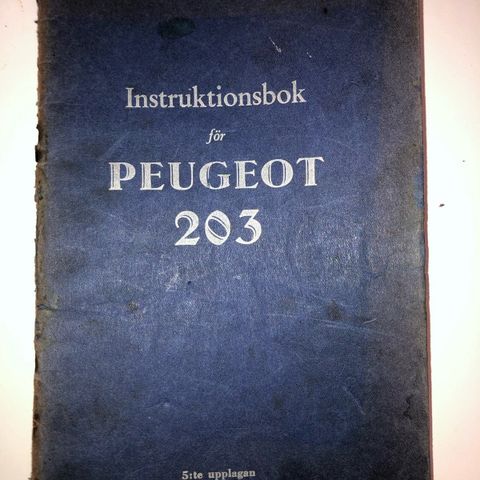 Instruktionsbok
för
PEUGEOT
203
5:te upplagan